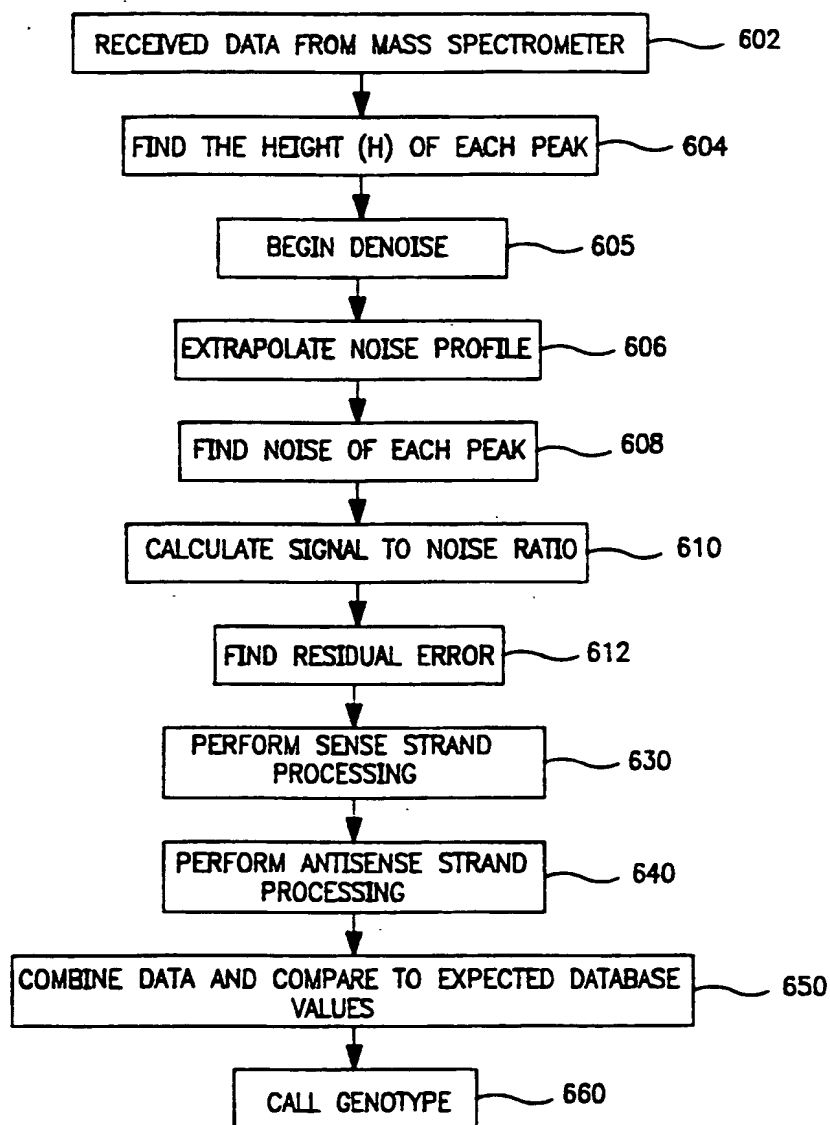 RECEIVED DATA FROM MASS SPECTROMETER 602
FIND THE HEIGHT (H) OF EACH PEAK 604
BEGIN DENOISE 605
EXTRAPOLATE NOISE PROFILE 606
FIND NOISE OF EACH PEAK 608
CALCULATE SIGNAL TO NOISE RATIO 610
FIND RESIDUAL ERROR 612
PERFORM SENSE STRAND
PROCESSING 630
PERFORM ANTISENSE STRAND
PROCESSING 640
COMBINE DATA AND COMPARE TO EXPECTED DATABASE
VALUES 650
CALL GENOTYPE 660